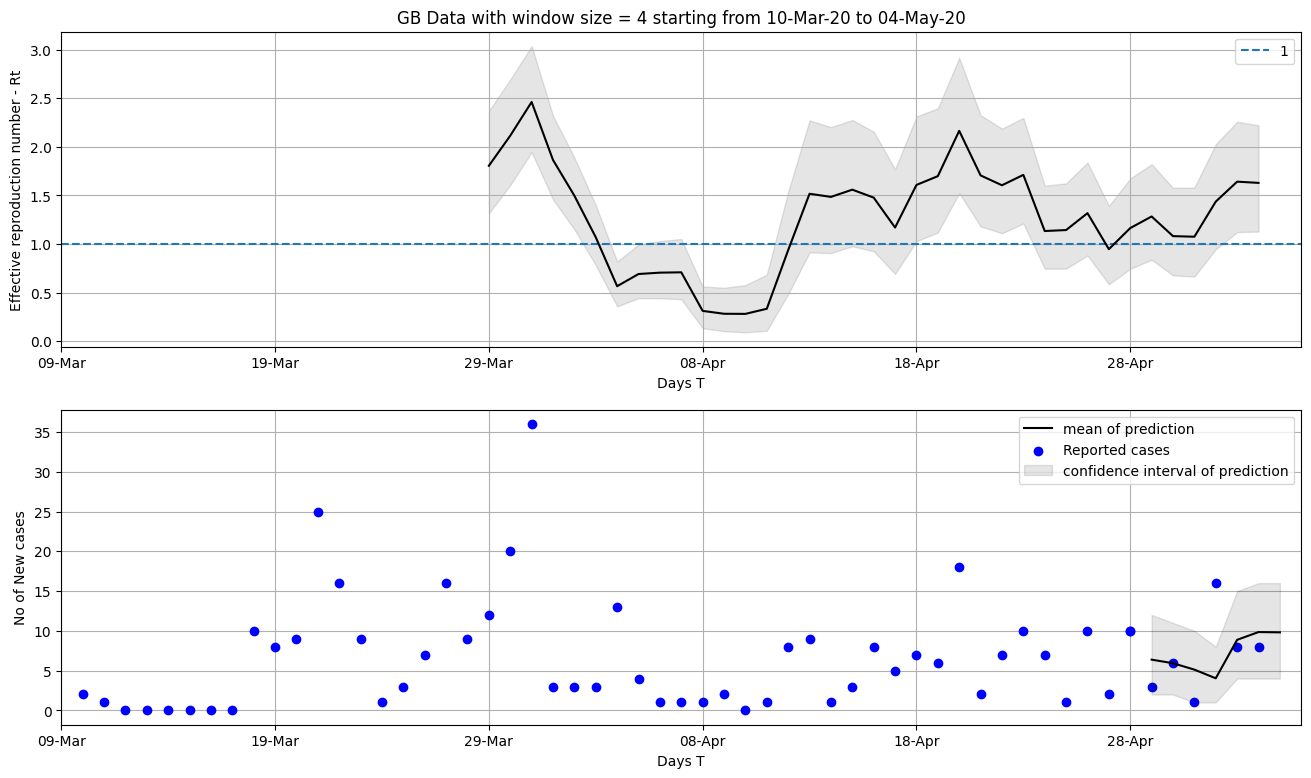 GB Data with window size = 4 starting from 10-Mar-20 to 04-May-20
1
Effective reproduction number - Rt
3.0
2.5
2.0
1.5
1.0
0.5
0.0
09-Mar 19-Mar 29-Mar 08-Apr 18-Apr 28-Apr
Days T
mean of prediction
Reported cases
confidence interval of prediction
No of New cases
35
30
25
20
15
10
5
0
09-Mar 19-Mar 29-Mar 08-Apr 18-Apr 28-Apr
Days T